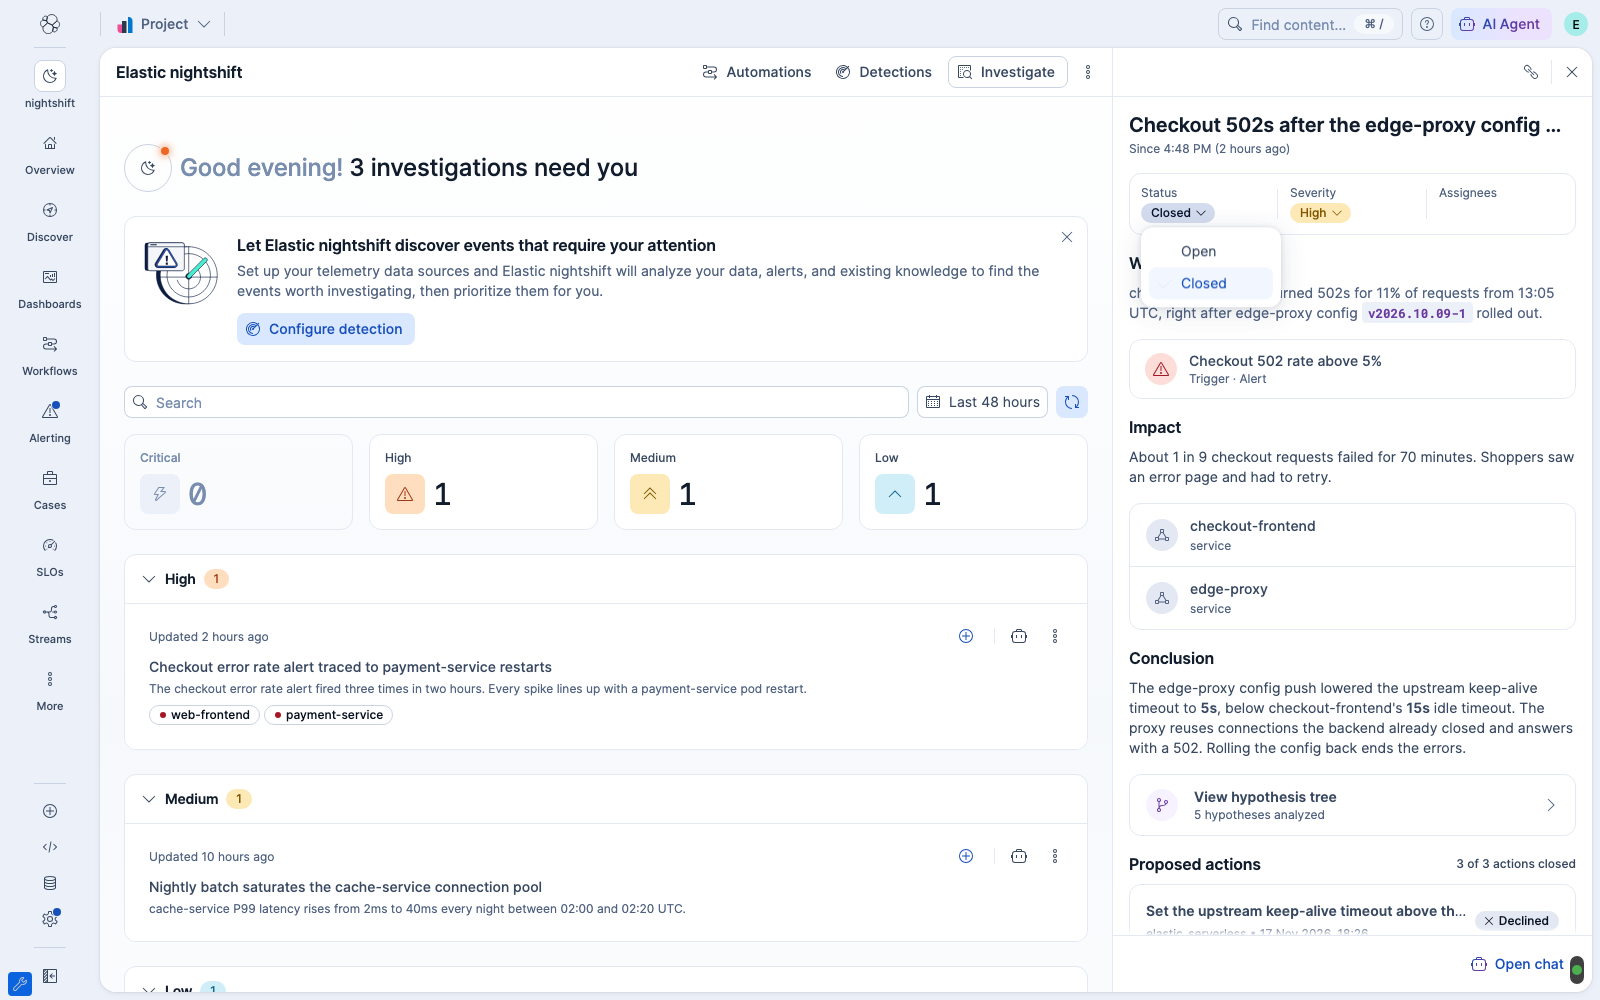 Project
Find content...
⌘ /
AI Agent
E
nightshift
Overview
Discover
Dashboards
Workflows
Alerting
Cases
SLOs
Streams
More
Elastic nightshift
Automations
Detections
Investigate
Good evening! 3 investigations need you
Let Elastic nightshift discover events that require your attention
Set up your telemetry data sources and Elastic nightshift will analyze your data, alerts, and existing knowledge to find the
events worth investigating, then prioritize them for you.
Configure detection
Search
Last 48 hours
Critical
0
High
1
Medium
1
Low
1
High 1
Updated 2 hours ago
Checkout error rate alert traced to payment-service restarts
The checkout error rate alert fired three times in two hours. Every spike lines up with a payment-service pod restart.
web-frontend
payment-service
Medium 1
Updated 10 hours ago
Nightly batch saturates the cache-service connection pool
cache-service P99 latency rises from 2ms to 40ms every night between 02:00 and 02:20 UTC.
Low 1
Checkout 502s after the edge-proxy config ...
Since 4:48 PM (2 hours ago)
Status
Closed
Severity
High
Assignees
Open
Closed
W
ch
rned 502s for 11% of requests from 13:05
UTC, right after edge-proxy config v2026.10.09-1 rolled out.
Checkout 502 rate above 5%
Trigger · Alert
Impact
About 1 in 9 checkout requests failed for 70 minutes. Shoppers saw
an error page and had to retry.
checkout-frontend
service
edge-proxy
service
Conclusion
The edge-proxy config push lowered the upstream keep-alive
timeout to 5s, below checkout-frontend's 15s idle timeout. The
proxy reuses connections the backend already closed and answers
with a 502. Rolling the config back ends the errors.
View hypothesis tree
5 hypotheses analyzed
Proposed actions
3 of 3 actions closed
Set the upstream keep-alive timeout above th...
Declined
elastic-serverless • 17 Nov 2026, 18:26
Open chat